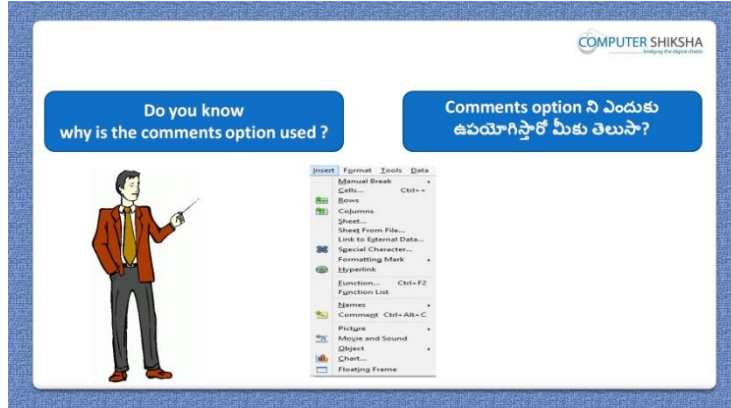 COMPUTER SHIKSHA
bridging the digital divide
Do you know
why is the comments option used ?
Comments option ని ఎందుకు
ఉపయోగిస్తారో మీకు తెలుసా?
Insert Format Tools Data
Manual Break
Cells... Ctrl++
Rows
Columns
Sheet...
Sheet From File...
Link to External Data...
Special Character...
Formatting Mark
Hyperlink
Function... Ctrl+F2
Function List
Names
Comment Ctrl+Alt+C
Picture
Movie and Sound
Object
Chart...
Floating Frame